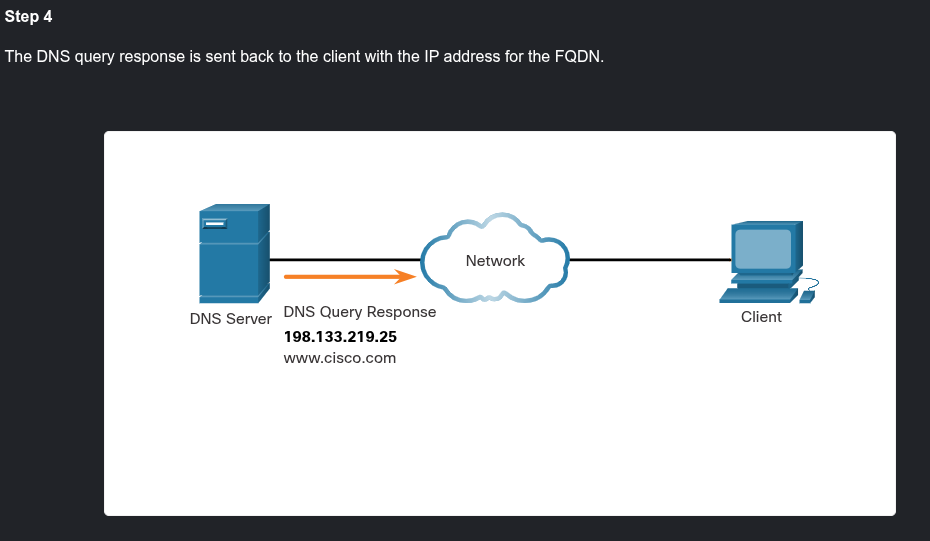 Step 4
The DNS query response is sent back to the client with the IP address for the FQDN.
Network
DNS Server
DNS Query Response
198.133.219.25
www.cisco.com
Client